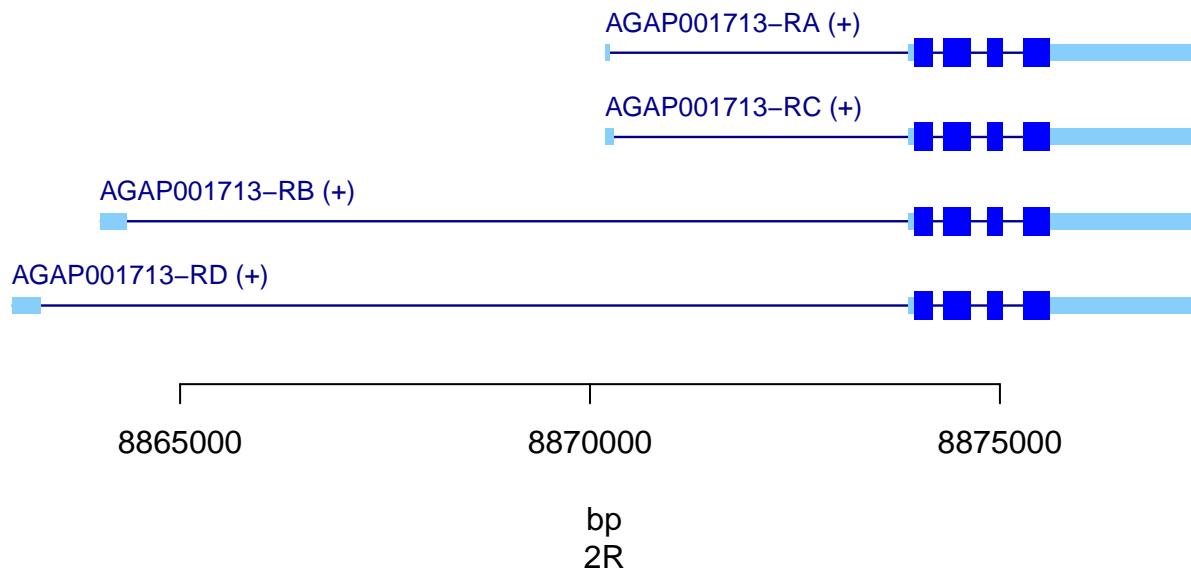 AGAP001713−RA (+)
AGAP001713−RC (+)
AGAP001713−RB (+)
AGAP001713−RD (+)
8865000 8870000 8875000
bp
2R